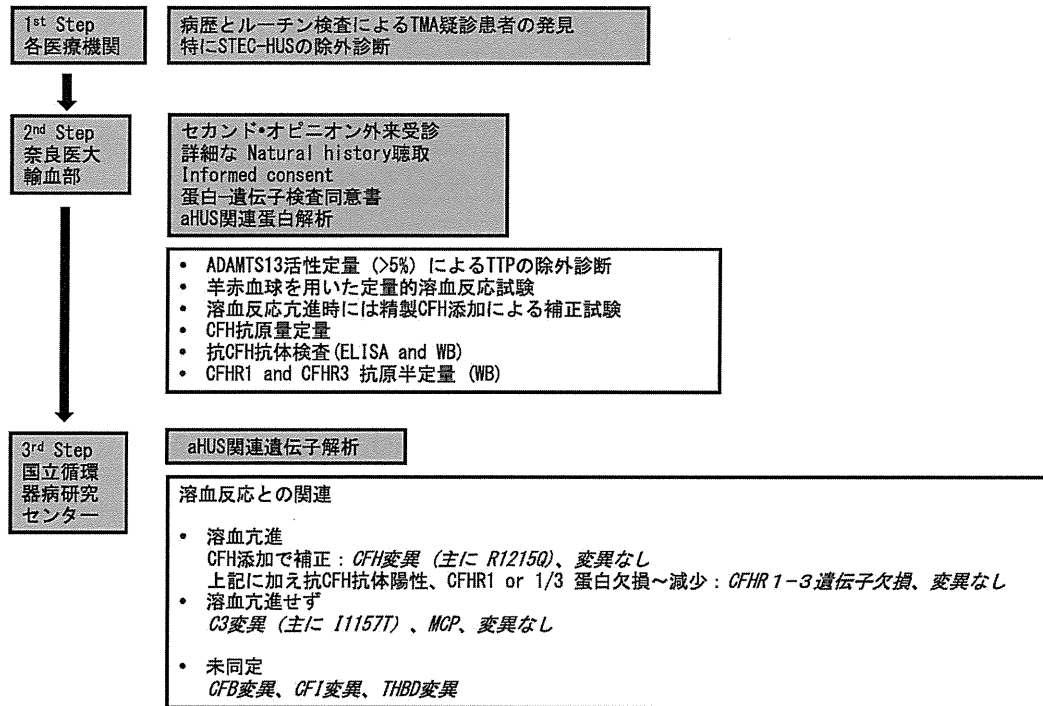 1st Step
各医療機関
病歴とルーチン検査によるTMA疑診患者の発見
特にSTEC-HUSの除外診断
2nd Step
奈良医大
輸血部
セカンド・オピニオン外来受診
詳細な Natural history聴取
Informed consent
蛋白-遺伝子検査同意書
aHUS関連蛋白解析
• ADAMTS13活性定量 (>5%) によるTTPの除外診断
• 羊赤血球を用いた定量的溶血反応試験
• 溶血反応亢進時には精製CFH添加による補正試験
• CFH抗原量定量
• 抗CFH抗体検査(ELISA and WB)
• CFHR1 and CFHR3 抗原半定量 (WB)
3rd Step
国立循環
器病研究
センター
aHUS関連遺伝子解析
溶血反応との関連
• 溶血亢進
CFH添加で補正：CFH変異 (主に R1215Q)、変異なし
上記に加え抗CFH抗体陽性、CFHR1 or 1/3 蛋白欠損～減少：CFHR１-３遺伝子欠損、変異なし
• 溶血亢進せず
C3変異 (主に I1157T) 、MCP、変異なし
• 未同定
CFB変異、CFI変異、THBD変異